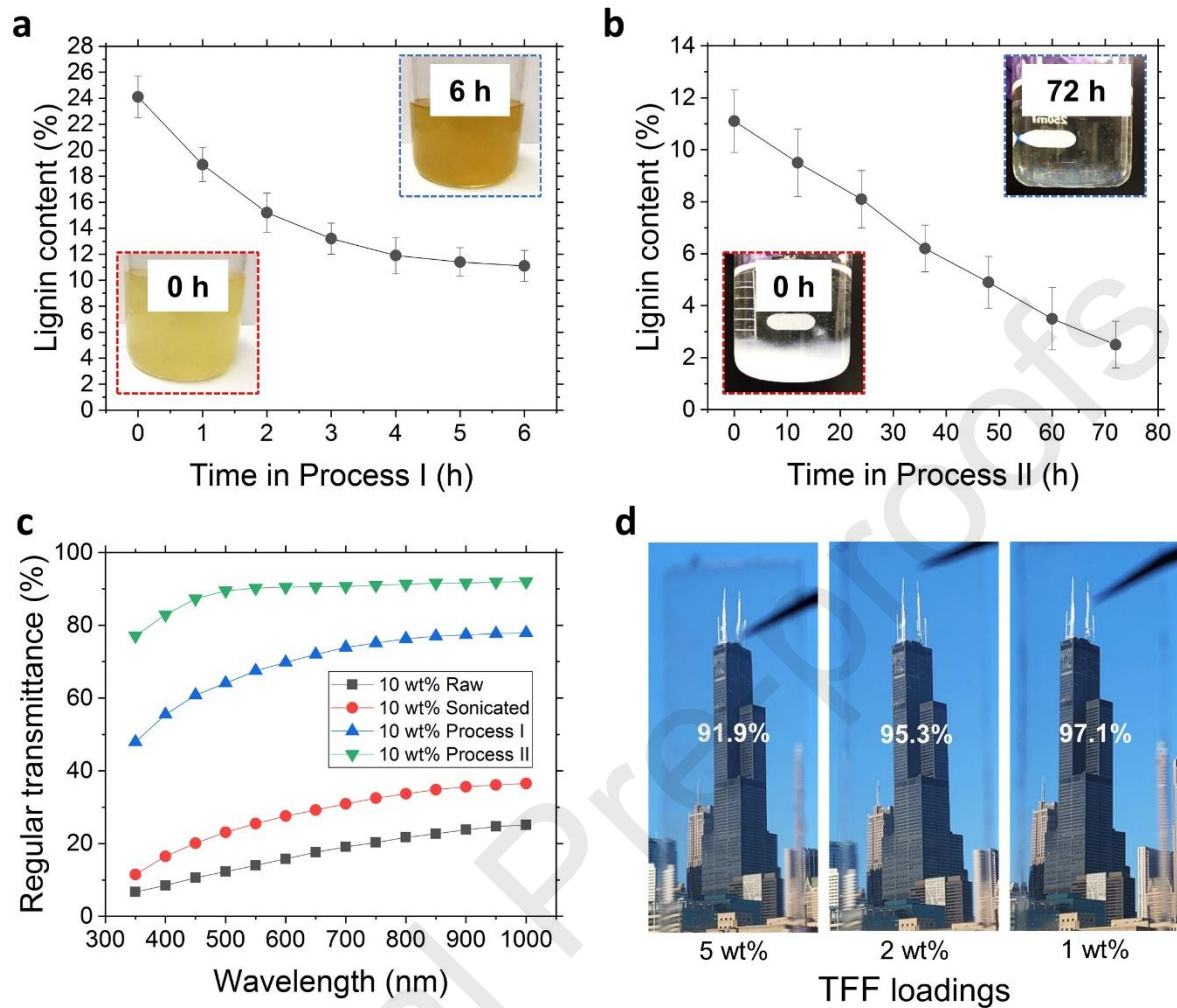 a
28
26
24
22
20
18
16
14
12
10
8
6
4
2
0
Lignin content (%)
6 h
0 h
0 1 2 3 4 5 6
Time in Process I (h)
b
14
12
10
8
6
4
2
0
Lignin content (%)
72 h
250ml
0 h
0 10 20 30 40 50 60 70 80
Time in Process II (h)
c
100
80
60
40
20
0
Regular transmittance (%)
10 wt% Raw
10 wt% Sonicated
10 wt% Process I
10 wt% Process II
300 400 500 600 700 800 900 1000
Wavelength (nm)
d
91.9% 95.3% 97.1%
5 wt% 2 wt% 1 wt%
TFF loadings
al Pre-proofs